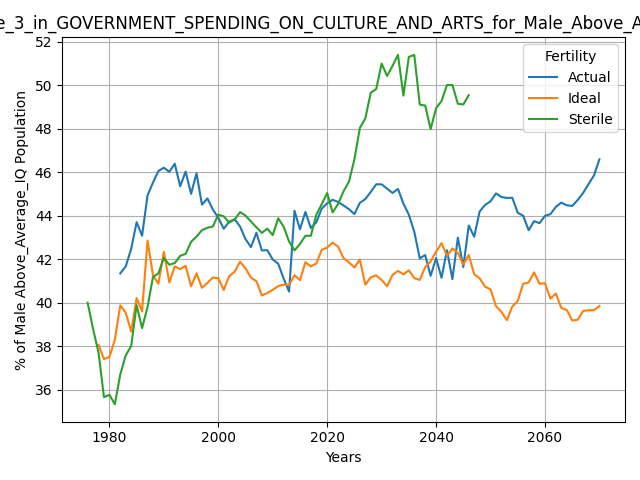 e_3_in_GOVERNMENT_SPENDING_ON_CULTURE_AND_ARTS_for_Male_Above_A
52
50
48
46
44
42
40
38
36
% of Male Above_Average_IQ Population
Fertility
Actual
Ideal
Sterile
1980
2000
2020
2040
2060
Years